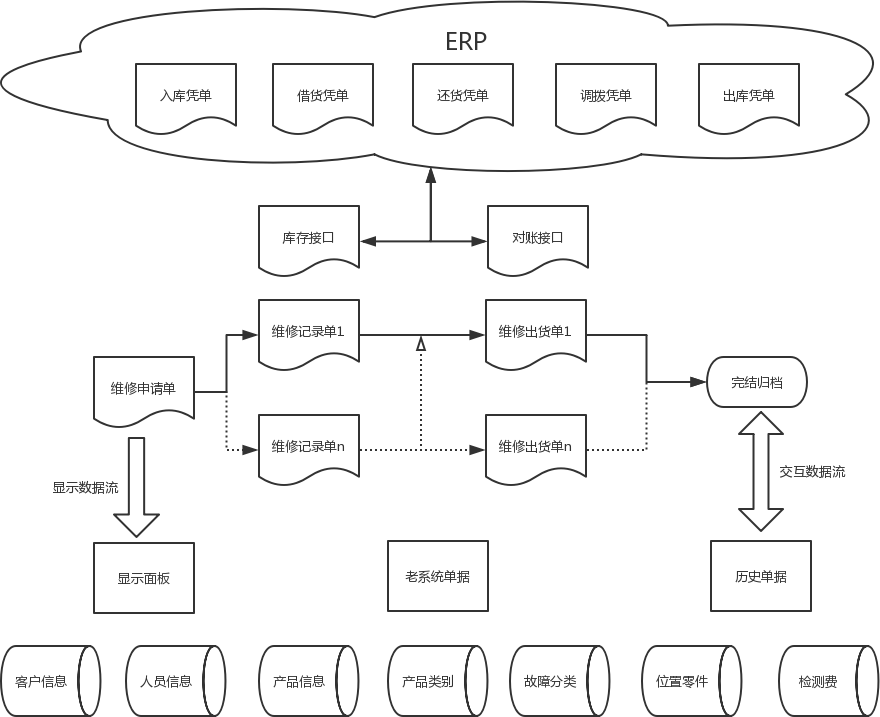 ERP
入库凭单
借货凭单
还货凭单
调拨凭单
出库凭单
库存接口
对账接口
维修记录单1
维修出货单1
维修申请单
完结归档
维修记录单n
维修出货单n
显示数据流
交互数据流
显示面板
老系统单据
历史单据
客户信息
人员信息
产品信息
产品类别
故障分类
位置零件
检测费